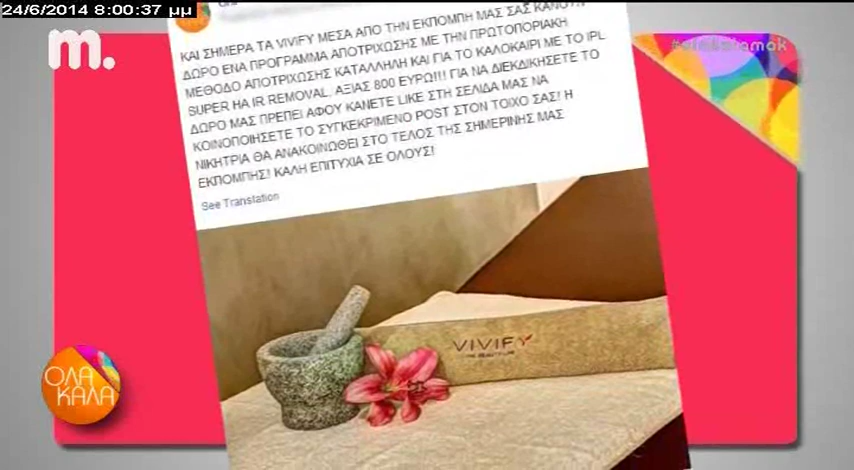 24/6/2014 8:00:37 μμ
m.
ΚΑΙ ΣΗΜΕΡΑ ΤΑ VIVIFY ΜΕΣΑ ΑΠΟ ΤΗΝ ΕΚΠΟΜΠΗ ΜΑΣ ΣΑΣ ΚΑΝΟΥΝ
ΔΩΡΟ ΕΝΑ ΠΡΟΓΡΑΜΜΑ ΑΠΟΤΡΙΧΩΣΗΣ ΜΕ ΤΗΝ ΠΡΩΤΟΠΟΡΙΑΚΗ
ΜΕΘΟΔΟ ΑΠΟΤΡΙΧΩΣΗΣ ΚΑΤΑΛΛΗΛΗ ΚΑΙ ΓΙΑ ΤΟ ΚΑΛΟΚΑΙΡΙ ΜΕ ΤΟ IPL
SUPER HA IR REMOVAL, ΑΞΙΑΣ 800 ΕΥΡΩ!!! ΓΙΑ ΝΑ ΔΙΕΚΔΙΚΗΣΕΤΕ ΤΟ
ΔΩΡΟ ΜΑΣ ΠΡΕΠΕΙ ΑΦΟΥ ΚΑΝΕΤΕ LIKE ΣΤΗ ΣΕΛΙΔΑ ΜΑΣ ΝΑ
ΚΟΙΝΟΠΟΙΗΣΕΤΕ ΤΟ ΣΥΓΚΕΚΡΙΜΕΝΟ POST ΣΤΟΝ ΤΟΙΧΟ ΣΑΣ! Η
ΝΙΚΗΤΡΙΑ ΘΑ ΑΝΑΚΟΙΝΩΘΕΙ ΣΤΟ ΤΕΛΟΣ ΤΗΣ ΣΗΜΕΡΙΝΗΣ ΜΑΣ
ΕΚΠΟΜΠΗΣ! ΚΑΛΗ ΕΠΙΤΥΧΙΑ ΣΕ ΟΛΟΥΣ!
See Translation
VIVIFY
ΟΛΑ
ΚΑΛΑ